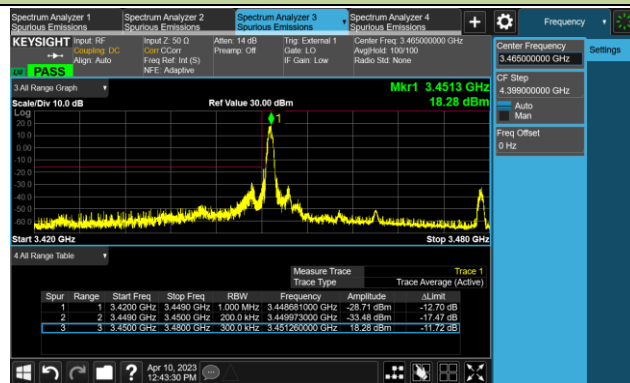 Spectrum Analyzer 1
Spurious Emissions
Spectrum Analyzer 2
Spurious Emissions
Spectrum Analyzer 3
Spurious Emissions
Spectrum Analyzer 4
Spurious Emissions
+
Frequency
KEYSIGHT
Input: RF
Coupling: DC
Align: Auto
Input Z: 50 Ω
Corr CCorr
Freq Ref: Int (S)
NFE: Adaptive
Atten: 14 dB
Preamp: Off
Trig: External 1
Gate: LO
IF Gain: Low
Center Freq: 3.465000000 GHz
Avg|Hold: 100/100
Radio Std: None
LXI PASS
Center Frequency
3.465000000 GHz
Settings
CF Step
4.399000000 GHz
Auto
Man
Freq Offset
0 Hz
3 All Range Graph
Mkr1 3.4513 GHz
Scale/Div 10.0 dB
Ref Value 30.00 dBm
18.28 dBm
Log
1
20.0
10.0
0.00
-10.0
-20.0
-30.0
-40.0
-50.0
-60.0
Start 3.420 GHz
Stop 3.480 GHz
4 All Range Table
Measure Trace Trace 1
Trace Type Trace Average (Active)
Spur Range Start Freq Stop Freq RBW Frequency Amplitude ΔLimit
1 1 3.4200 GHz 3.4490 GHz 1.000 MHz 3.448681000 GHz -28.71 dBm -12.70 dB
2 2 3.4490 GHz 3.4500 GHz 200.0 kHz 3.449973000 GHz -33.48 dBm -17.47 dB
3 3 3.4500 GHz 3.4800 GHz 300.0 kHz 3.451260000 GHz 18.28 dBm -11.72 dB
?
Apr 10, 2023
12:43:30 PM